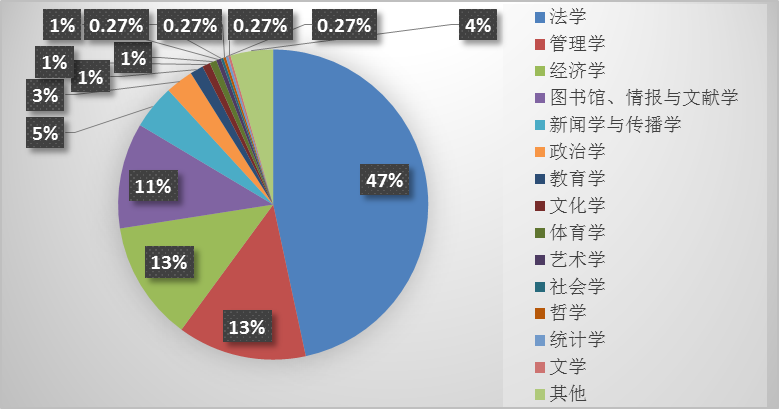 1%
0.27%
0.27%
0.27%
0.27%
4%
1%
1%
1%
3%
5%
11%
13%
13%
47%
法学
管理学
经济学
图书馆、情报与文献学
新闻学与传播学
政治学
教育学
文化学
体育学
艺术学
社会学
哲学
统计学
文学
其他